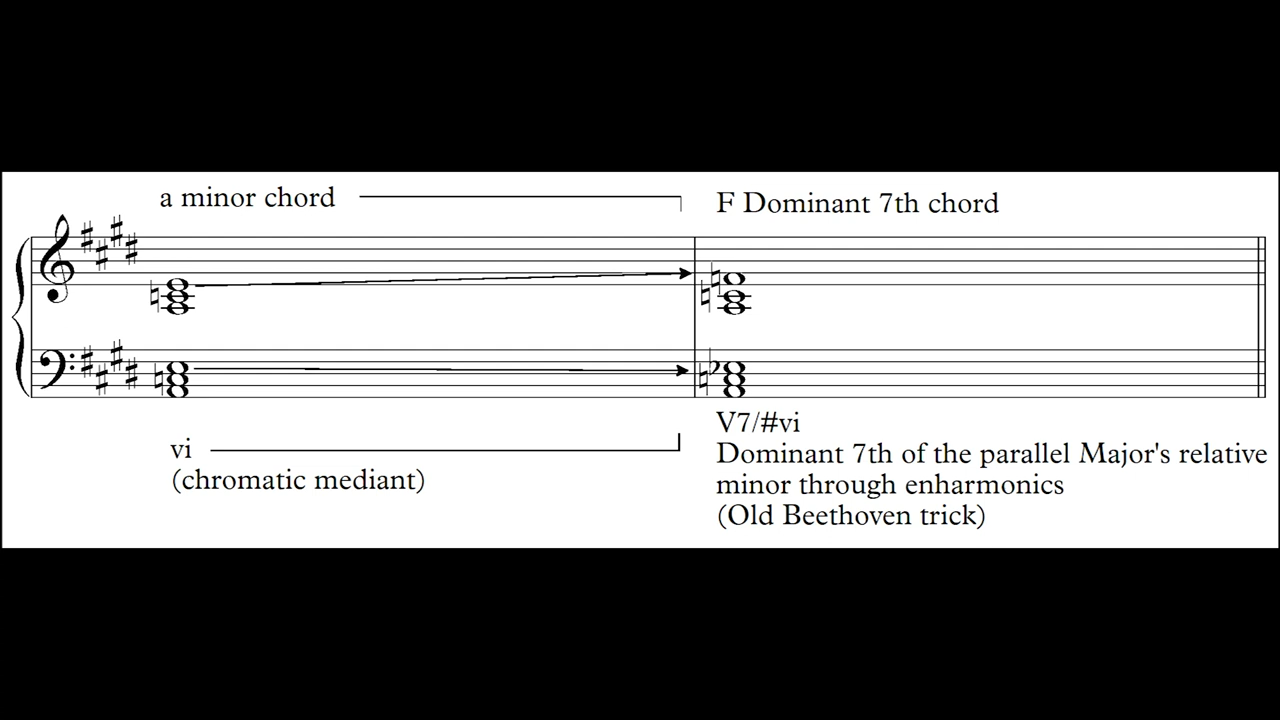 a minor chord
F Dominant 7th chord
vi
(chromatic mediant)
V7/#vi
Dominant 7th of the parallel Major's relative
minor through enharmonics
(Old Beethoven trick)